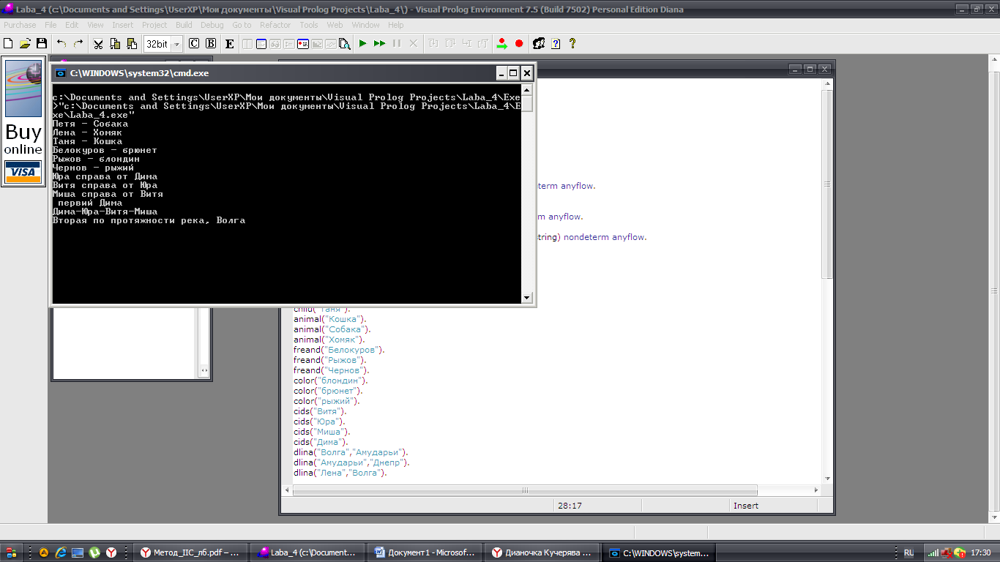 Laba_4 (c:\Documents and Settings\UserXP\Мои документы\Visual Prolog Projects\Laba_4\) - Visual Prolog Environment 7.5 (Build 7502) Personal Edition Diana
Purchase File Edit View Insert Project Build Debug Go to Refactor Tools Web Window Help
32bit C B E
Buy
online
VISA
C:\WINDOWS\system32\cmd.exe
c:\Documents and Settings\UserXP\Мои документы\Visual Prolog Projects\Laba_4\Exe
>"c:\Documents and Settings\UserXP\Мои документы\Visual Prolog Projects\Laba_4\E
xe\Laba_4.exe"
Петя - Собака
Лена - Хомяк
Таня - Кошка
Белокуров - брюнет
Рыжов - блондин
Чернов - рыжий
Юра справа от Дима
Витя справа от Юра
Миша справа от Витя
первий Дима
Дима-Юра-Витя-Миша
Вторая по протяжности река, Волга
term anyflow.
m anyflow.
tring) nondeterm anyflow.
child("Таня").
animal("Кошка").
animal("Собака").
animal("Хомяк").
freand("Белокуров").
freand("Рыжов").
freand("Чернов").
color("блондин").
color("брюнет").
color("рыжий").
cids("Витя").
cids("Юра").
cids("Миша").
cids("Дима").
dlina("Волга","Амударьи").
dlina("Амударьи","Днепр").
dlina("Лена","Волга").
28:17 Insert
Метод_IIC_лб.pdf – ...
Laba_4 (c:\Document...
Документ1 - Microsof...
Дианочка Кучерява ...
C:\WINDOWS\system...
RL
17:30